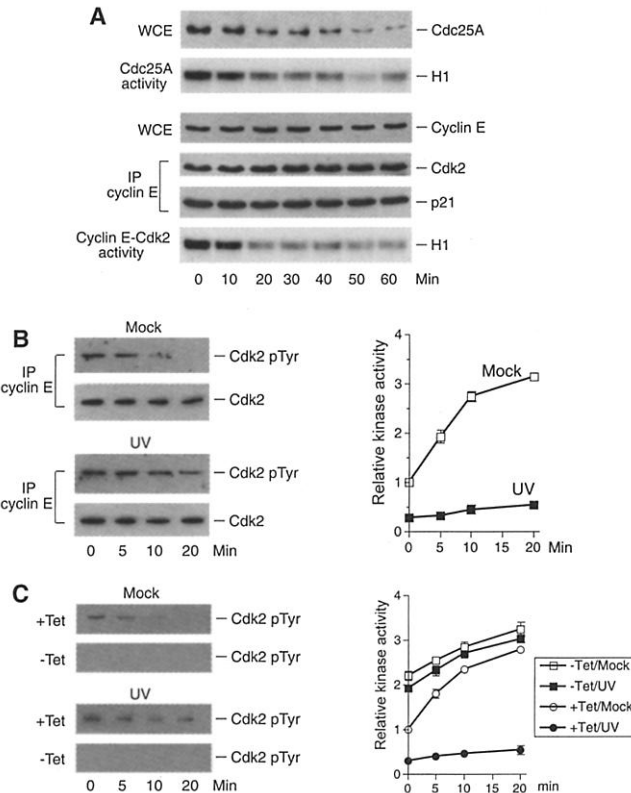 A
WCE
Cdc25A
Cdc25A
activity
H1
WCE
Cyclin E
IP
cyclin E
Cdk2
p21
Cyclin E-Cdk2
activity
H1
0 10 20 30 40 50 60 Min
B
Mock
IP
cyclin E
Cdk2 pTyr
Cdk2
UV
IP
cyclin E
Cdk2 pTyr
Cdk2
0 5 10 20 Min
Relative kinase activity
4
3
2
1
0
Mock
UV
0 5 10 15 20 Min
C
Mock
+Tet
Cdk2 pTyr
-Tet
Cdk2 pTyr
UV
+Tet
Cdk2 pTyr
-Tet
Cdk2 pTyr
0 5 10 20 Min
Relative kinase activity
4
3
2
1
0
-Tet/Mock
-Tet/UV
+Tet/Mock
+Tet/UV
0 5 10 15 20 min